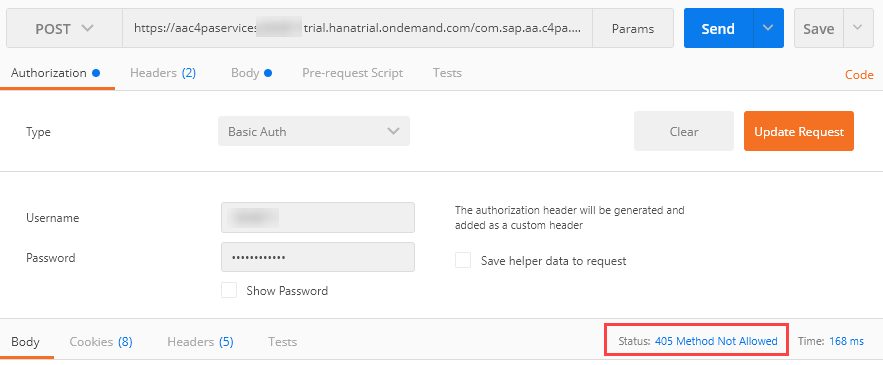 POST https://aac4paservices trial.hanatrial.ondemand.com/com.sap.aa.c4pa.... Params Send Save
Authorization Headers (2) Body Pre-request Script Tests Code
Type Basic Auth Clear Update Request
Username The authorization header will be generated and
added as a custom header
Password •••••••••••• Save helper data to request
Show Password
Body Cookies (8) Headers (5) Tests Status: 405 Method Not Allowed Time: 168 ms